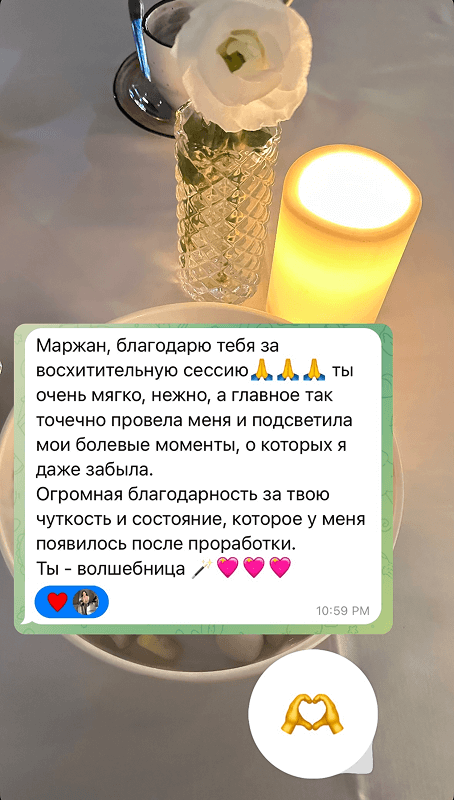 Маржан, благодарю тебя за
восхитительную сессию🙏🙏🙏 ты
очень мягко, нежно, а главное так
точечно провела меня и подсветила
мои болевые моменты, о которых я
даже забыла.
Огромная благодарность за твою
чуткость и состояние, которое у меня
появилось после проработки.
Ты - волшебница 🪄💖💖💖
10:59 PM